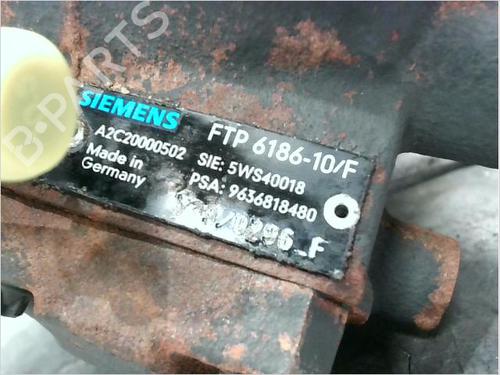 B-PARTS
SIEMENS
FTP 6186-10/F
A2C20000502 SIE: 5WS40018
Made in Germany
PSA: 9636818480